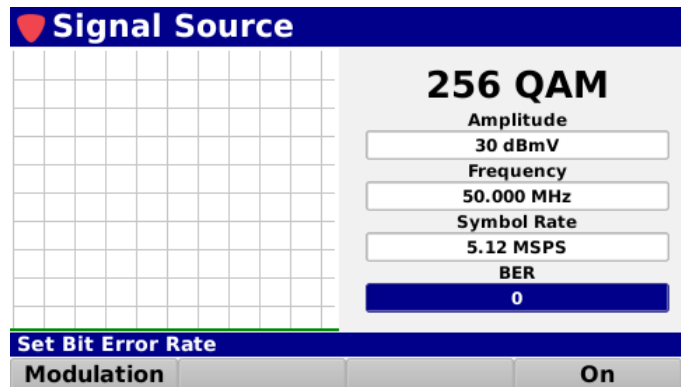 Signal Source
256 QAM
Amplitude
30 dBmV
Frequency
50.000 MHz
Symbol Rate
5.12 MSPS
BER
0
Set Bit Error Rate
Modulation On